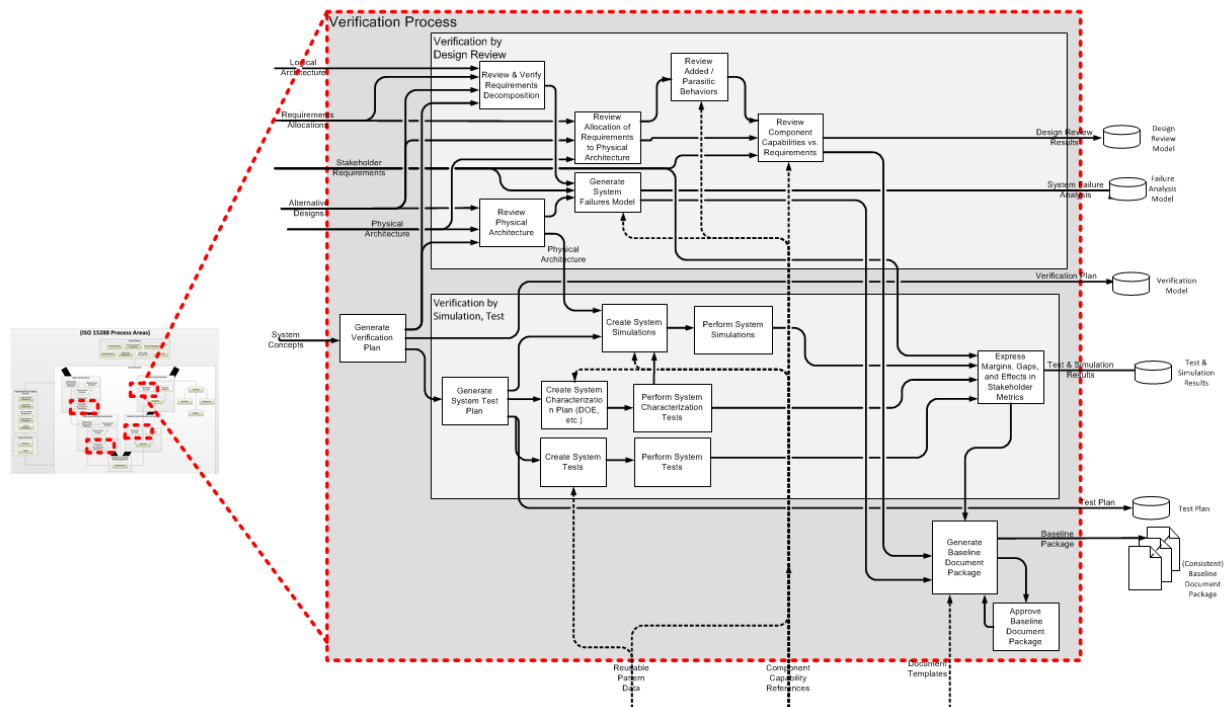 Verification Process
Verification by
Design Review
Logical
Architecture
Review & Verify
Requirements
Decomposition
Review
Added /
Parasitic
Behaviors
Requirements
Allocations
Review
Allocation of
Requirements
to Physical
Architecture
Review
Component
Capabilities vs.
Requirements
Design Review
Results
Design
Review
Model
Stakeholder
Requirements
Generate
System
Failures Model
System Failure
Analysis
Failure
Analysis
Model
Alternative
Designs
Review
Physical
Architecture
Physical
Architecture
Physical
Architecture
Verification Plan
Verification
Model
Verification by
Simulation, Test
(ISO 15288 Process Areas)
System
Concepts
Generate
Verification
Plan
Create System
Simulations
Perform System
Simulations
Express
Margins, Gaps,
and Effects in
Stakeholder
Metrics
Test & Simulation
Results
Test &
Simulation
Results
Generate
System Test
Plan
Create System
Characterizatio
n Plan (DOE,
etc.)
Perform System
Characterization
Tests
Create System
Tests
Perform System
Tests
Test Plan
Test Plan
Generate
Baseline
Document
Package
Baseline
Package
(Consistent)
Baseline
Document
Package
Approve
Baseline
Document
Package
Reusable
Pattern
Data
Component
Capability
References
Document
Templates